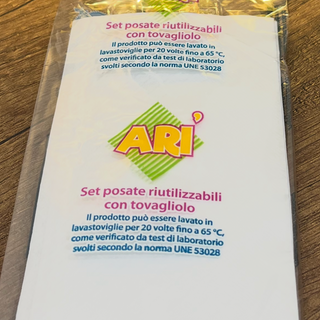 Set posate riutilizzabili
con tovagliolo
Il prodotto può essere lavato in
lavastoviglie per 20 volte fino a 65 °C,
come verificato da test di laboratorio
svolti secondo la norma UNE 53028
ARI
Set posate riutilizzabili
con tovagliolo
Il prodotto può essere lavato in
lavastoviglie per 20 volte fino a 65 °C,
come verificato da test di laboratorio
svolti secondo la norma UNE 53028